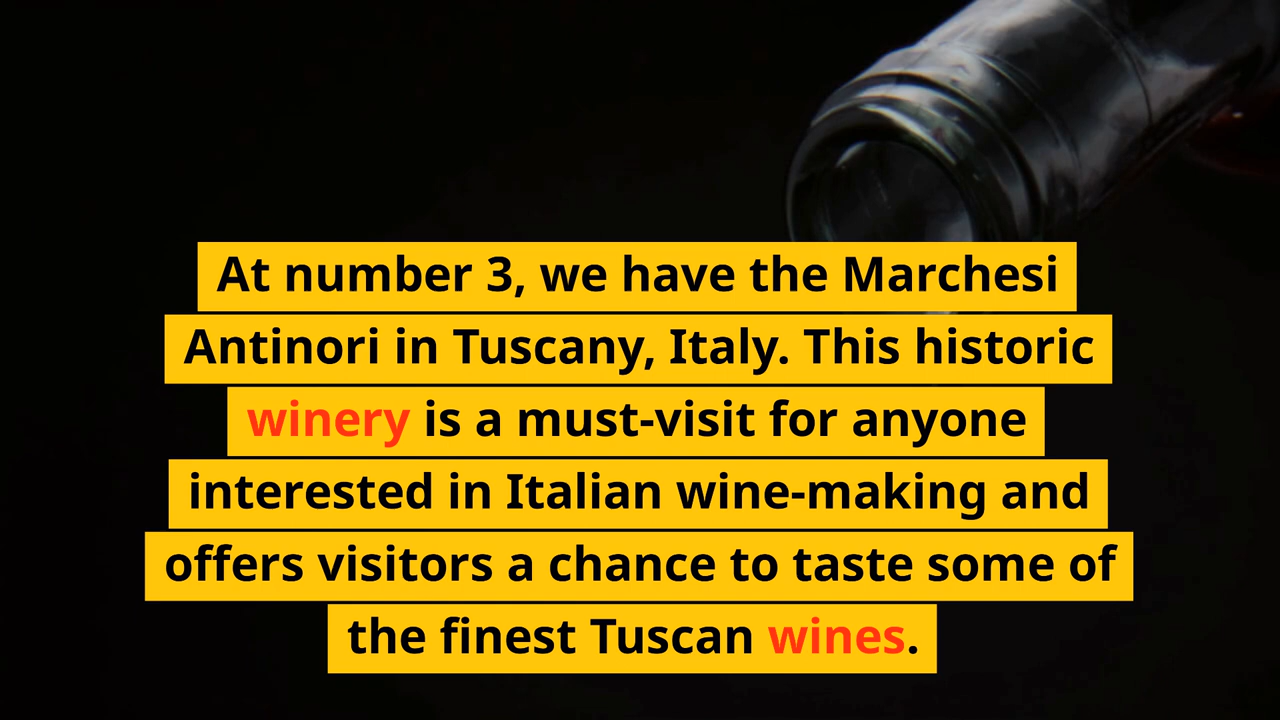 At number 3, we have the Marchesi
Antinori in Tuscany, Italy. This historic
winery is a must-visit for anyone
interested in Italian wine-making and
offers visitors a chance to taste some of
the finest Tuscan wines.